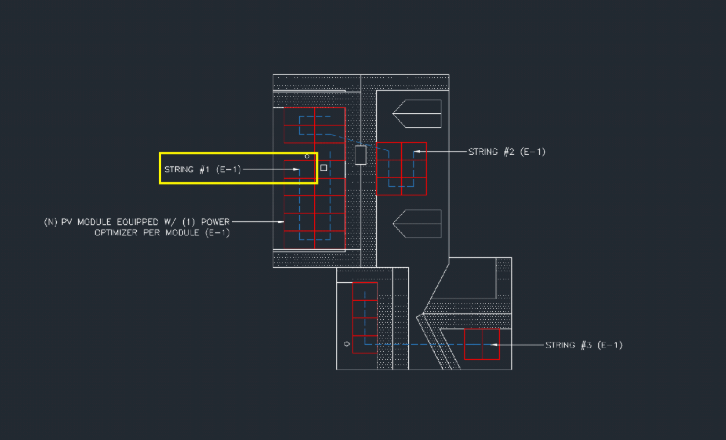 STRING #2 (E-1)
STRING #1 (E-1)
(N) PV MODULE EQUIPPED W/ (1) POWER
OPTIMIZER PER MODULE (E-1)
STRING #3 (E-1)